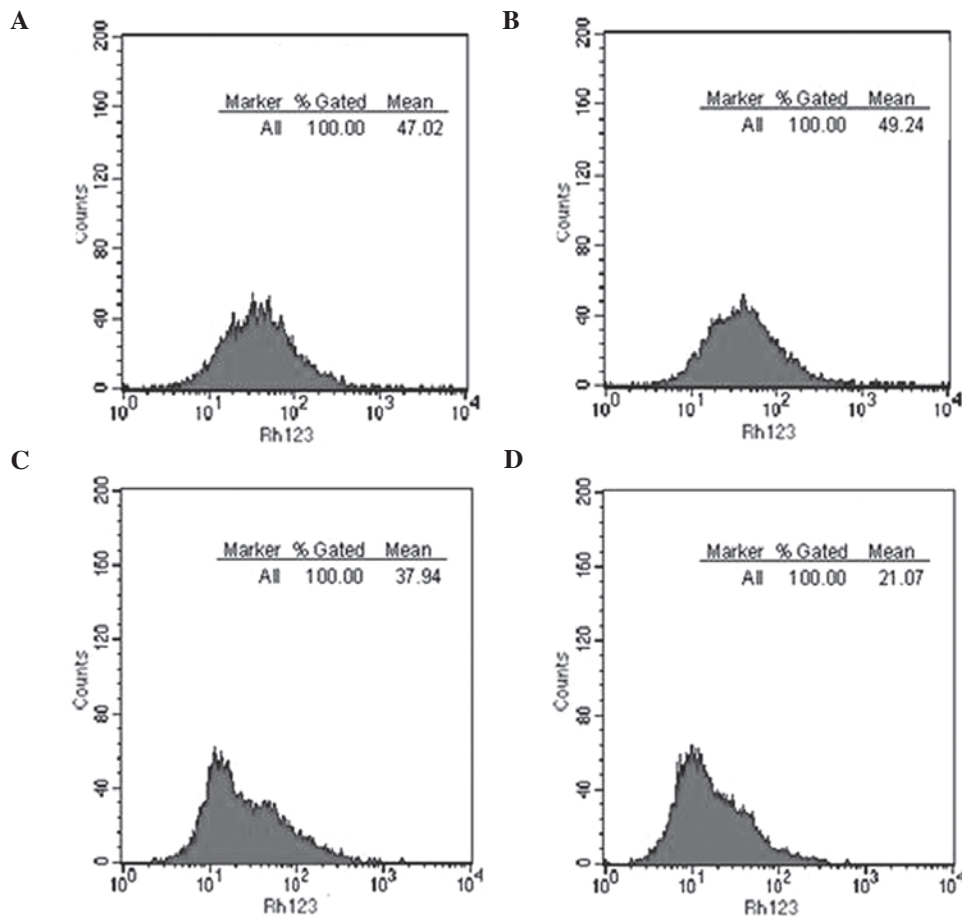 A
200
160
120
80
40
0
Counts
Marker % Gated Mean
All 100.00 47.02
10^0 10^1 10^2 10^3 10^4
Rh123
B
200
160
120
80
40
0
Counts
Marker % Gated Mean
All 100.00 49.24
10^0 10^1 10^2 10^3 10^4
Rh123
C
200
160
120
80
40
0
Counts
Marker % Gated Mean
All 100.00 37.94
10^0 10^1 10^2 10^3 10^4
Rh123
D
200
160
120
80
40
0
Counts
Marker % Gated Mean
All 100.00 21.07
10^0 10^1 10^2 10^3 10^4
Rh123